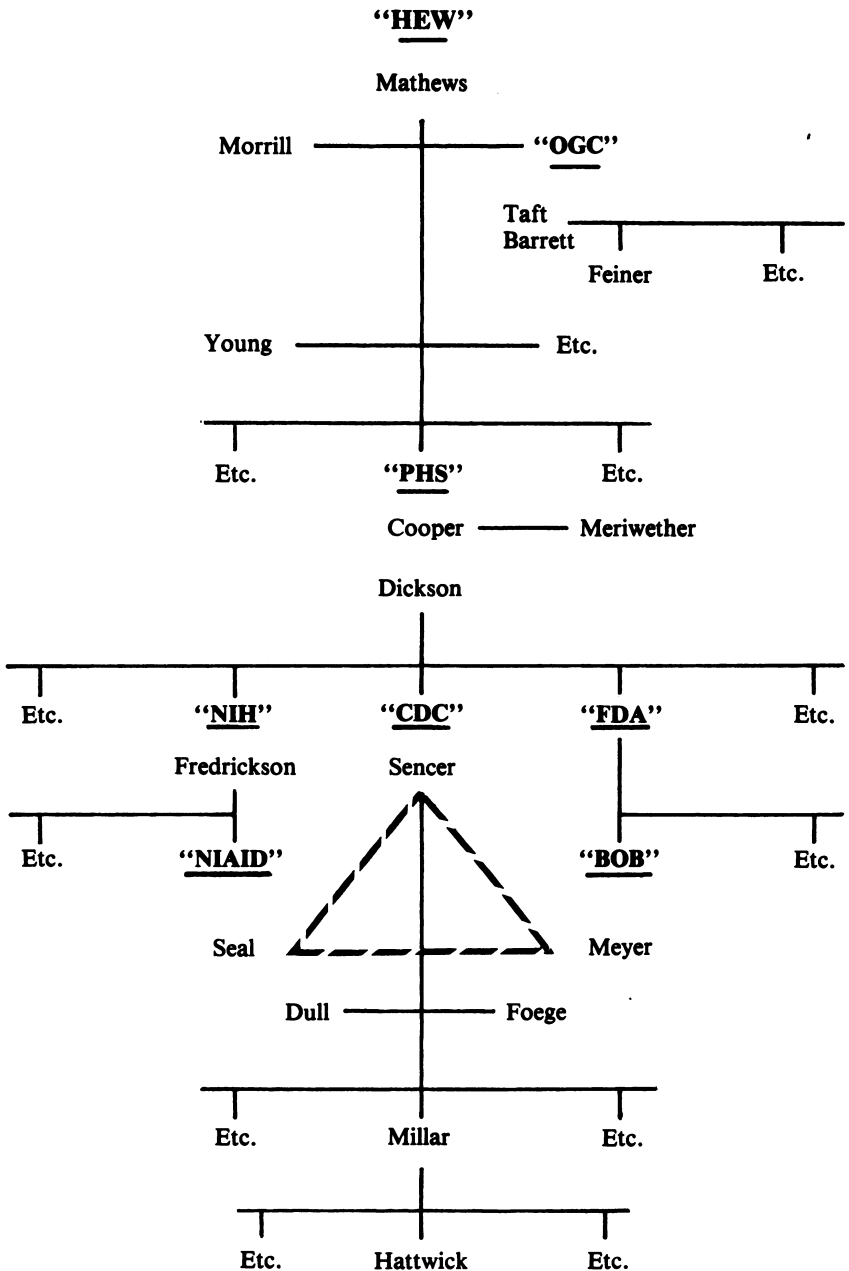 “HEW”
Mathews
Morrill “OGC”
Taft
Barrett
Feiner Etc.
Young Etc.
Etc. “PHS” Etc.
Cooper Meriwether
Dickson
Etc. “NIH” “CDC” “FDA” Etc.
Fredrickson Sencer
Etc. “NIAID” “BOB” Etc.
Seal Meyer
Dull Foege
Etc. Millar Etc.
Etc. Hattwick Etc.